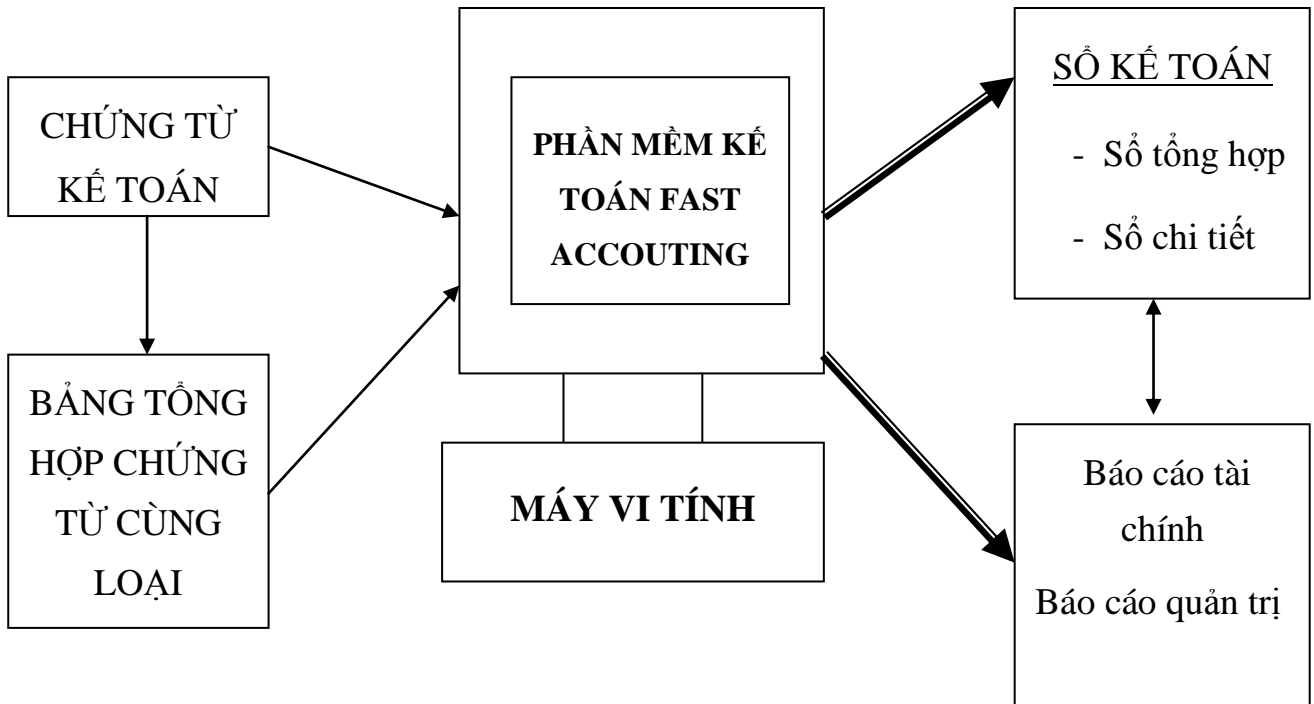 CHỨNG TỪ
KẾ TOÁN
BẢNG TỔNG
HỢP CHỨNG
TỪ CÙNG
LOẠI
PHẦN MỀM KẾ
TOÁN FAST
ACCOUTING
MÁY VI TÍNH
SỔ KẾ TOÁN
- Sổ tổng hợp
- Sổ chi tiết
Báo cáo tài
chính
Báo cáo quản trị